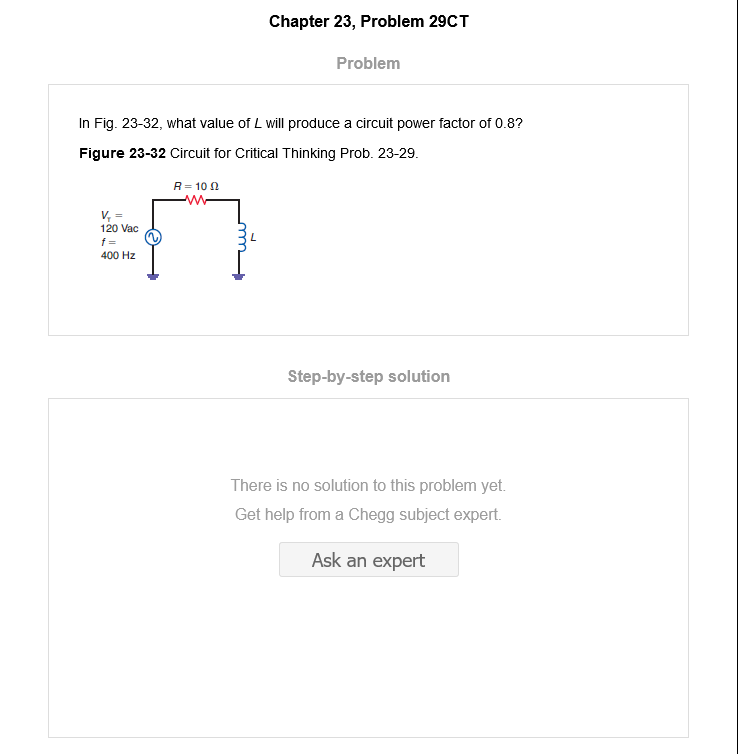 Chapter 23, Problem 29CT
Problem
In Fig. 23-32, what value of L will produce a circuit power factor of 0.8?
Figure 23-32 Circuit for Critical Thinking Prob. 23-29.
R = 10 Ω
V_T =
120 Vac
f =
400 Hz
L
Step-by-step solution
There is no solution to this problem yet.
Get help from a Chegg subject expert.
Ask an expert